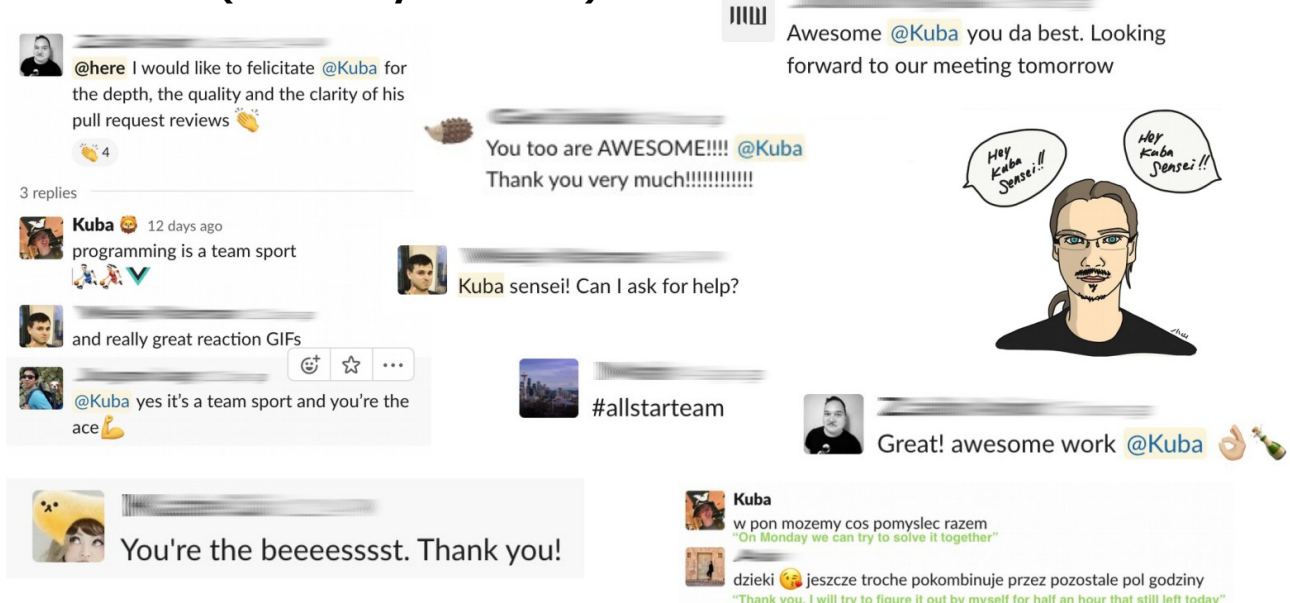 @here I would like to felicitate @Kuba for
the depth, the quality and the clarity of his
pull request reviews 👏
👏 4
3 replies
Kuba 🦁 12 days ago
programming is a team sport
and really great reaction GIFs
@Kuba yes it's a team sport and you're the
ace 💪
Awesome @Kuba you da best. Looking
forward to our meeting tomorrow
You too are AWESOME!!!! @Kuba
Thank you very much!!!!!!!!!!!!!
Kuba sensei! Can I ask for help?
Hey
Kuba
Sensei!!
Hey
Kuba
Sensei!!
#allstarteam
Great! awesome work @Kuba 👌🍾
You're the beeeesssst. Thank you!
Kuba
w pon mozemy cos pomyslec razem
"On Monday we can try to solve it together"
dzieki 😘 jeszcze troche pokombinuje przez pozostale pol godziny
"Thank you, I will try to figure it out by myself for half an hour that still left today"